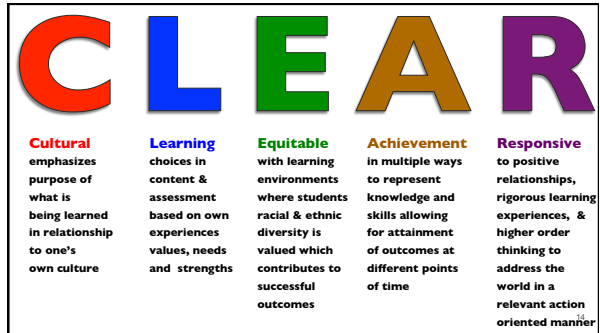 C L E A R
Cultural
emphasizes
purpose of
what is
being learned
in relationship
to one's
own culture
Learning
choices in
content &
assessment
based on own
experiences
values, needs
and strengths
Equitable
with learning
environments
where students
racial & ethnic
diversity is
valued which
contributes to
successful
outcomes
Achievement
in multiple ways
to represent
knowledge and
skills allowing
for attainment
of outcomes at
different points
of time
Responsive
to positive
relationships,
rigorous learning
experiences, &
higher order
thinking to
address the
world in a
relevant action
oriented manner
14